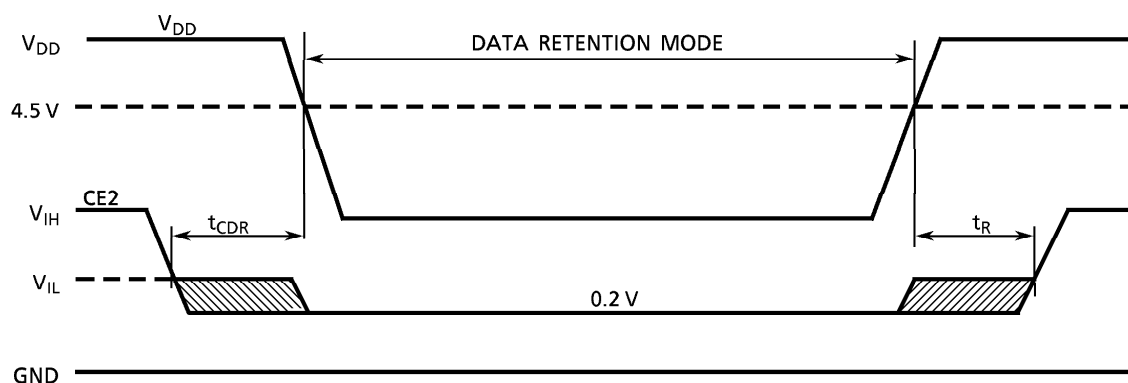 VDD
VDD
DATA RETENTION MODE
4.5 V
CE2
VIH
tCDR
tR
VIL
0.2 V
GND